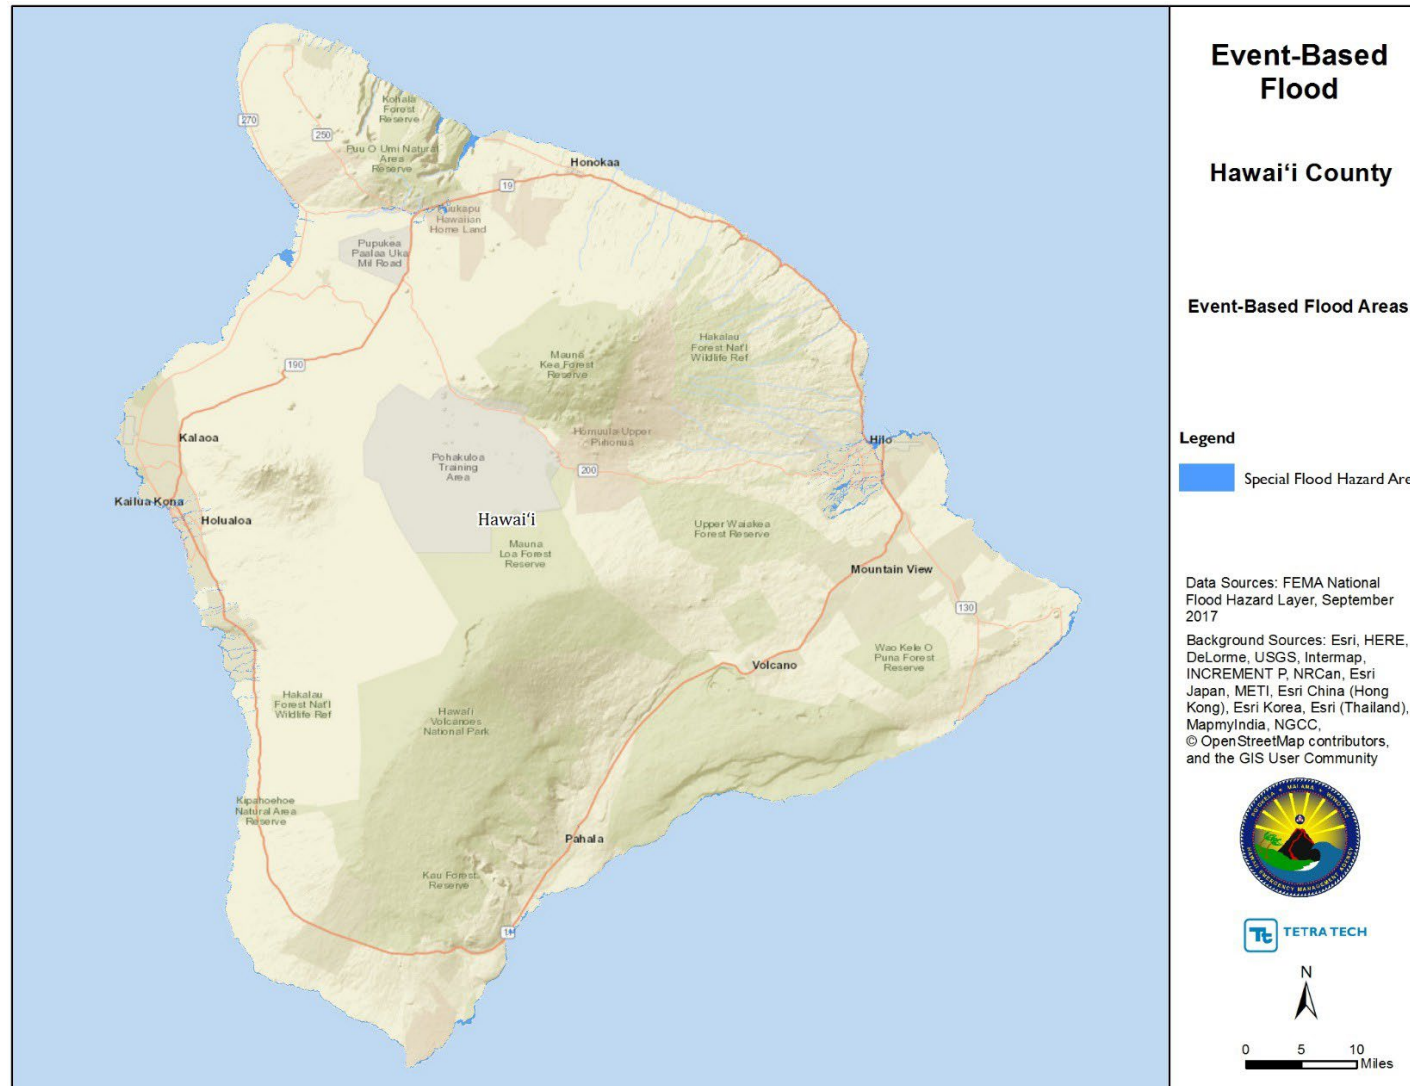 Event-Based
Flood
Hawai‘i County
Event-Based Flood Areas
Legend
Special Flood Hazard Are
Data Sources: FEMA National
Flood Hazard Layer, September
2017
Background Sources: Esri, HERE,
DeLorme, USGS, Intermap,
INCREMENT P, NRCan, Esri
Japan, METI, Esri China (Hong
Kong), Esri Korea, Esri (Thailand),
MapmyIndia, NGCC,
© OpenStreetMap contributors,
and the GIS User Community
HAWAII EMERGENCY MANAGEMENT AGENCY
Tt TETRA TECH
N
0 5 10
Miles
Kohala
Forest
Reserve
270
250
Puu O Umi Natural
Area
Reserve
Honokaa
19
Hawaiian
Home Land
Pupukea
Paalaa Uka
Mil Road
190
Mauna
Kea Forest
Reserve
Hakalau
Forest Nat'l
Wildlife Ref
Kalaoa
Pohakuloa
Training
Area
Puhonua
200
Hilo
Kailua-Kona
Holualoa
Hawai‘i
Mauna
Loa Forest
Reserve
Upper Waiakea
Forest Reserve
Mountain View
130
Wao Kele O
Puna Forest
Reserve
Volcano
Hakalau
Forest Nat'l
Wildlife Ref
Hawai'i
Volcanoes
National Park
Kipahoehoe
Natural Area
Reserve
Pahala
Kau Forest
Reserve